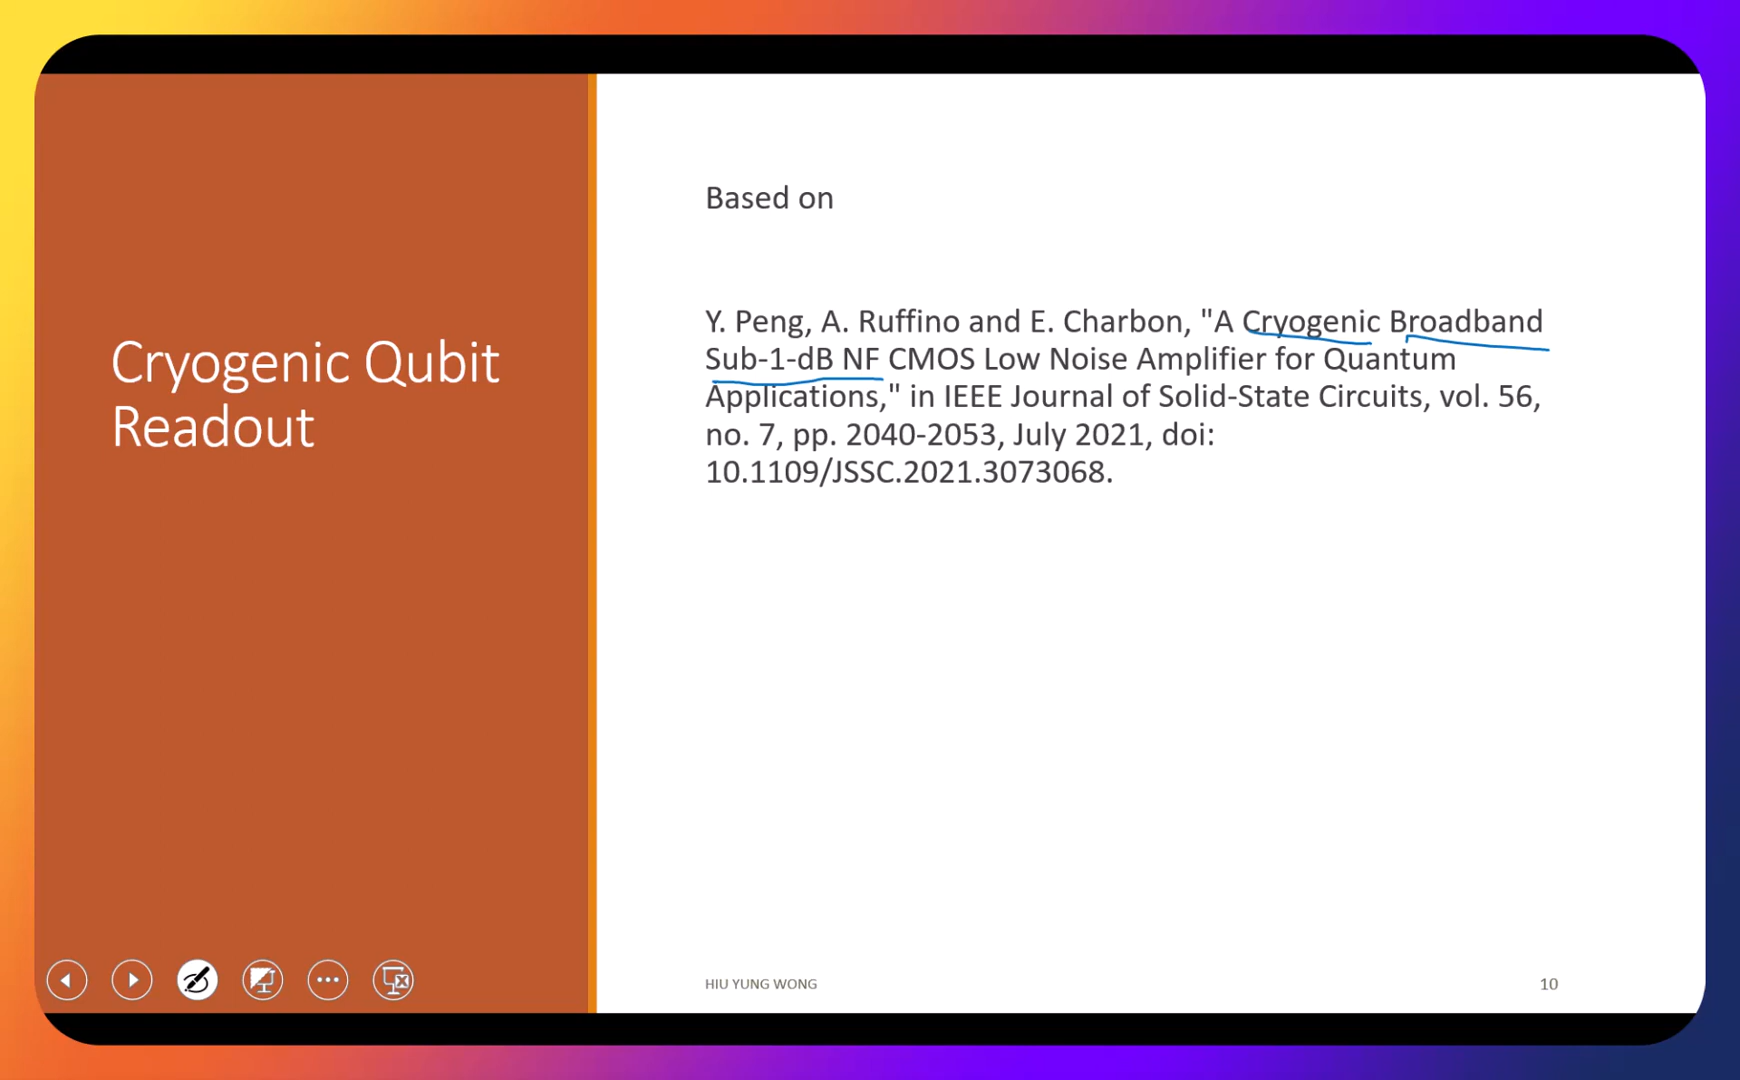 Cryogenic Qubit
Readout
Based on
Y. Peng, A. Ruffino and E. Charbon, "A Cryogenic Broadband
Sub-1-dB NF CMOS Low Noise Amplifier for Quantum
Applications," in IEEE Journal of Solid-State Circuits, vol. 56,
no. 7, pp. 2040-2053, July 2021, doi:
10.1109/JSSC.2021.3073068.
HIU YUNG WONG
10